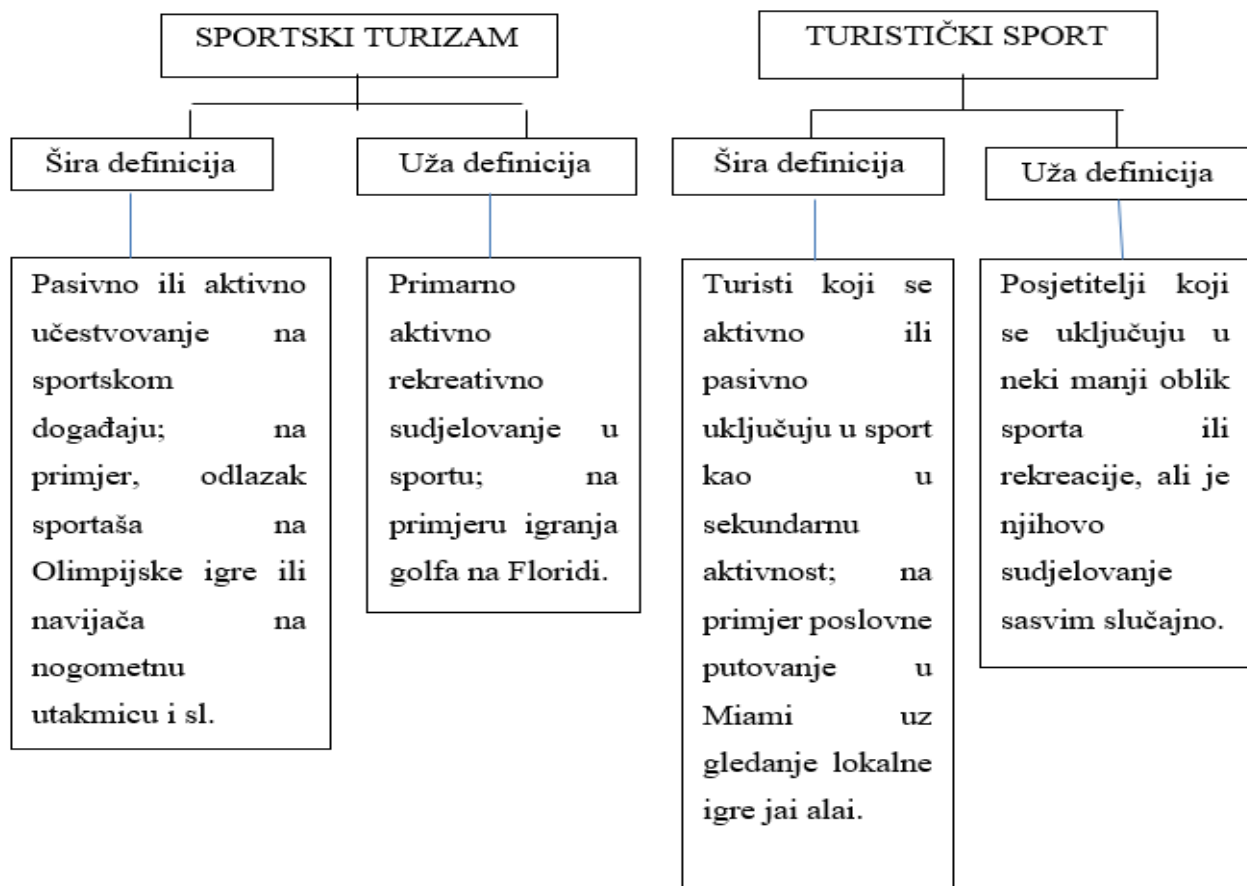 SPORTSKI TURIZAM
Šira definicija
Pasivno ili aktivno
učestvovanje na
sportskom
događaju; na
primjer, odlazak
sportaša na
Olimpijske igre ili
navijača na
nogometnu
utakmicu i sl.
Uža definicija
Primarno
aktivno
rekreativno
sudjelovanje u
sportu; na
primjeru igranja
golfa na Floridi.
TURISTIČKI SPORT
Šira definicija
Turisti koji se
aktivno ili
pasivno
uključuju u sport
kao u
sekundarnu
aktivnost; na
primjer poslovne
putovanje u
Miami uz
gledanje lokalne
igre jai alai.
Uža definicija
Posjetitelji koji
se uključuju u
neki manji oblik
sporta ili
rekreacije, ali je
njihovo
sudjelovanje
sasvim slučajno.